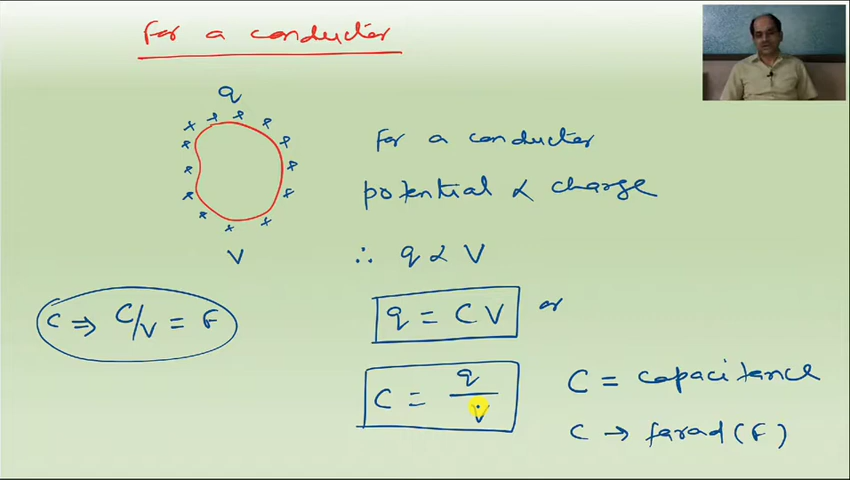 For a conductor
q
+ + + + + + + + + + + + + +
V
For a conductor
potential ∝ charge
∴ q ∝ V
q = CV or
C = q/V
C = capacitance
C → farad (F)
C ⇒ C/V = F